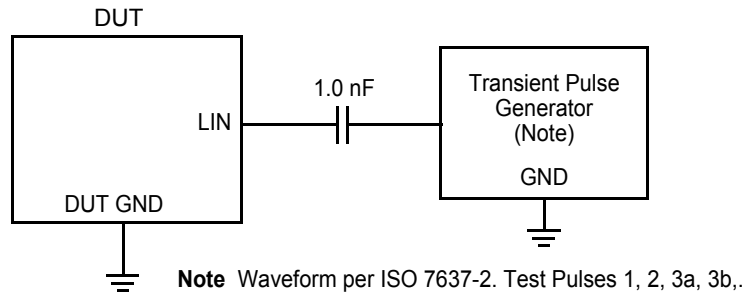 DUT
1.0 nF
Transient Pulse
Generator
(Note)
LIN
GND
DUT GND
Note Waveform per ISO 7637-2. Test Pulses 1, 2, 3a, 3b,.